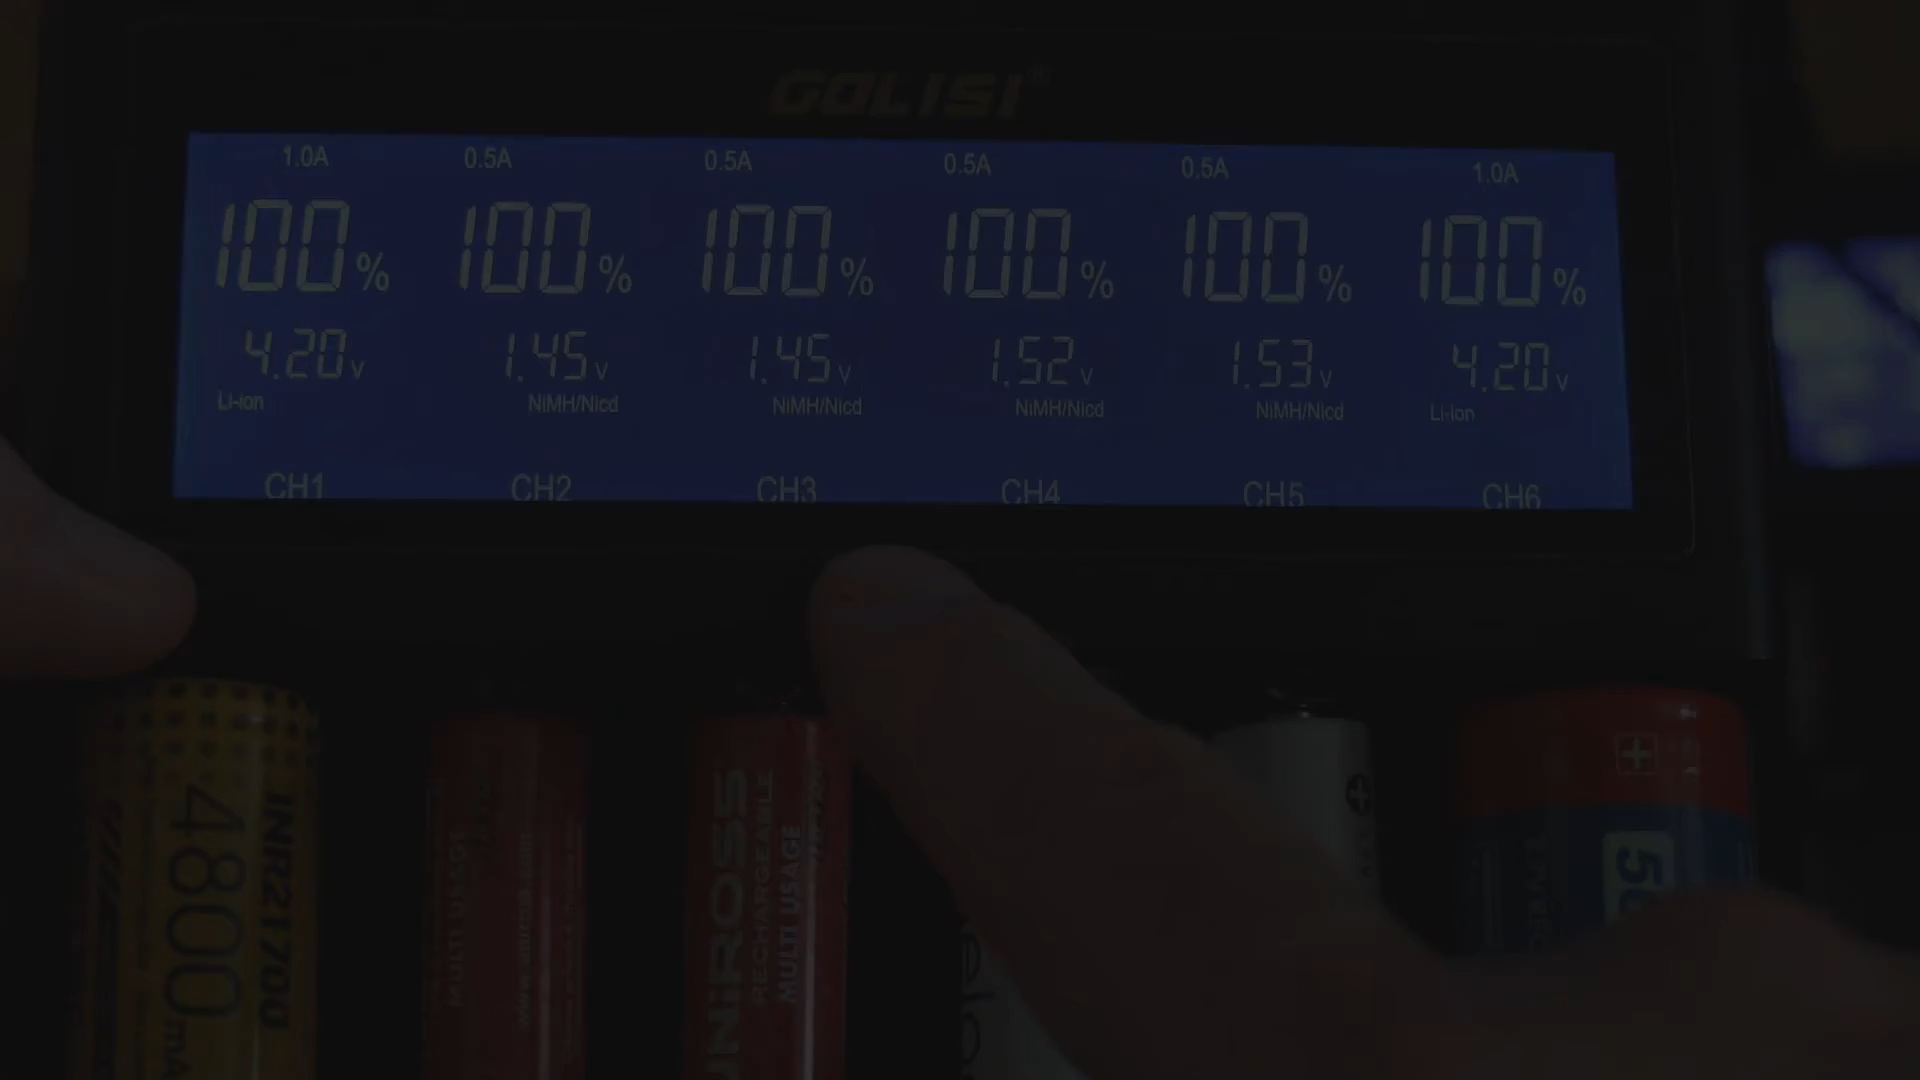 GOLISI®
1.0A 0.5A 0.5A 0.5A 0.5A 1.0A
100% 100% 100% 100% 100% 100%
4.20V 1.45V 1.45V 1.52V 1.53V 4.20V
Li-ion NiMH/Nicd NiMH/Nicd NiMH/Nicd NiMH/Nicd Li-ion
CH1 CH2 CH3 CH4 CH5 CH6
INR21700
4800mA
MULTI USAGE
UNiROSS
RECHARGEABLE
MULTI USAGE
+
+